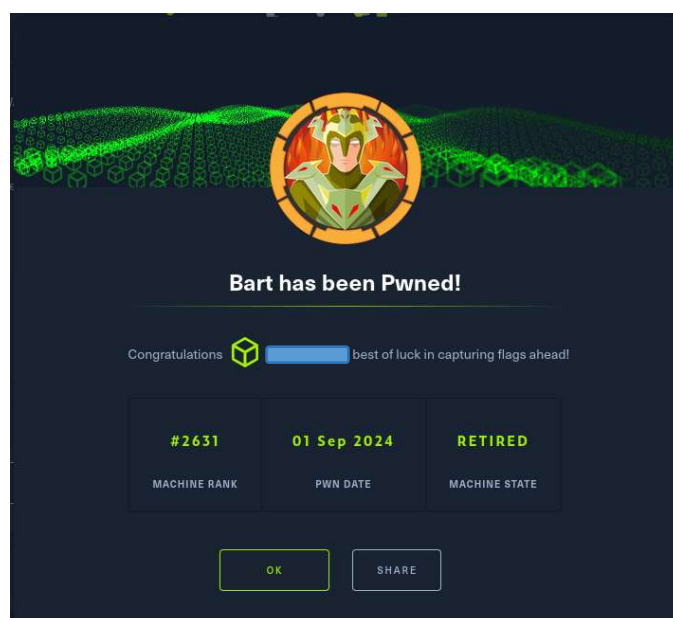 Bart has been Pwned!
Congratulations best of luck in capturing flags ahead!
#2631 01 Sep 2024 RETIRED
MACHINE RANK PWN DATE MACHINE STATE
OK SHARE